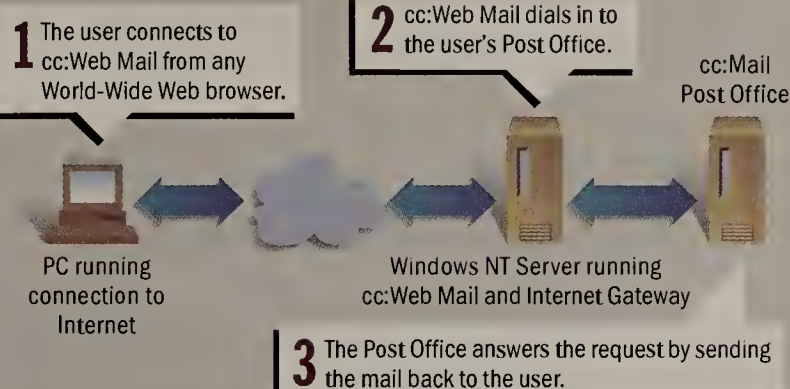 1 The user connects to
cc:Web Mail from any
World-Wide Web browser.
2 cc:Web Mail dials in to
the user's Post Office.
cc:Mail
Post Office
PC running
connection to
Internet
Windows NT Server running
cc:Web Mail and Internet Gateway
3 The Post Office answers the request by sending
the mail back to the user.